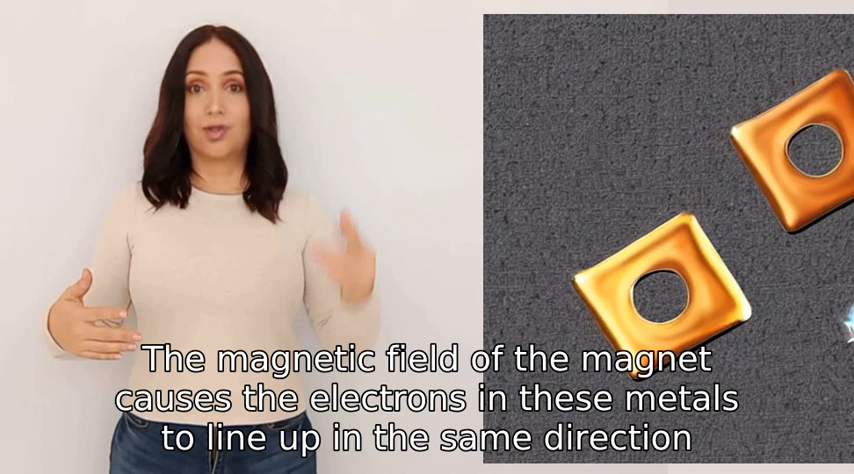 The magnetic field of the magnet
causes the electrons in these metals
to line up in the same direction